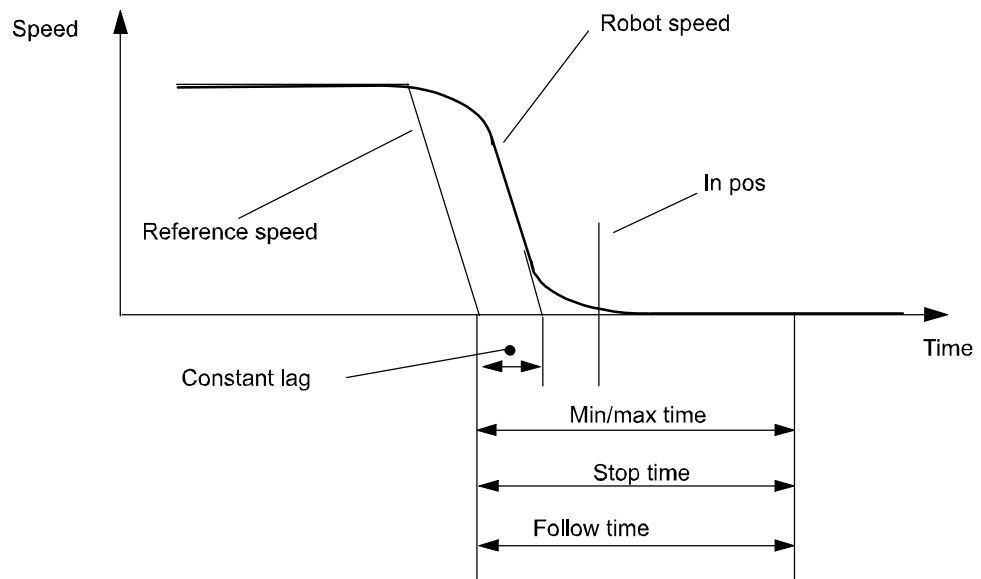 Speed
Robot speed
In pos
Reference speed
Time
Constant lag
Min/max time
Stop time
Follow time